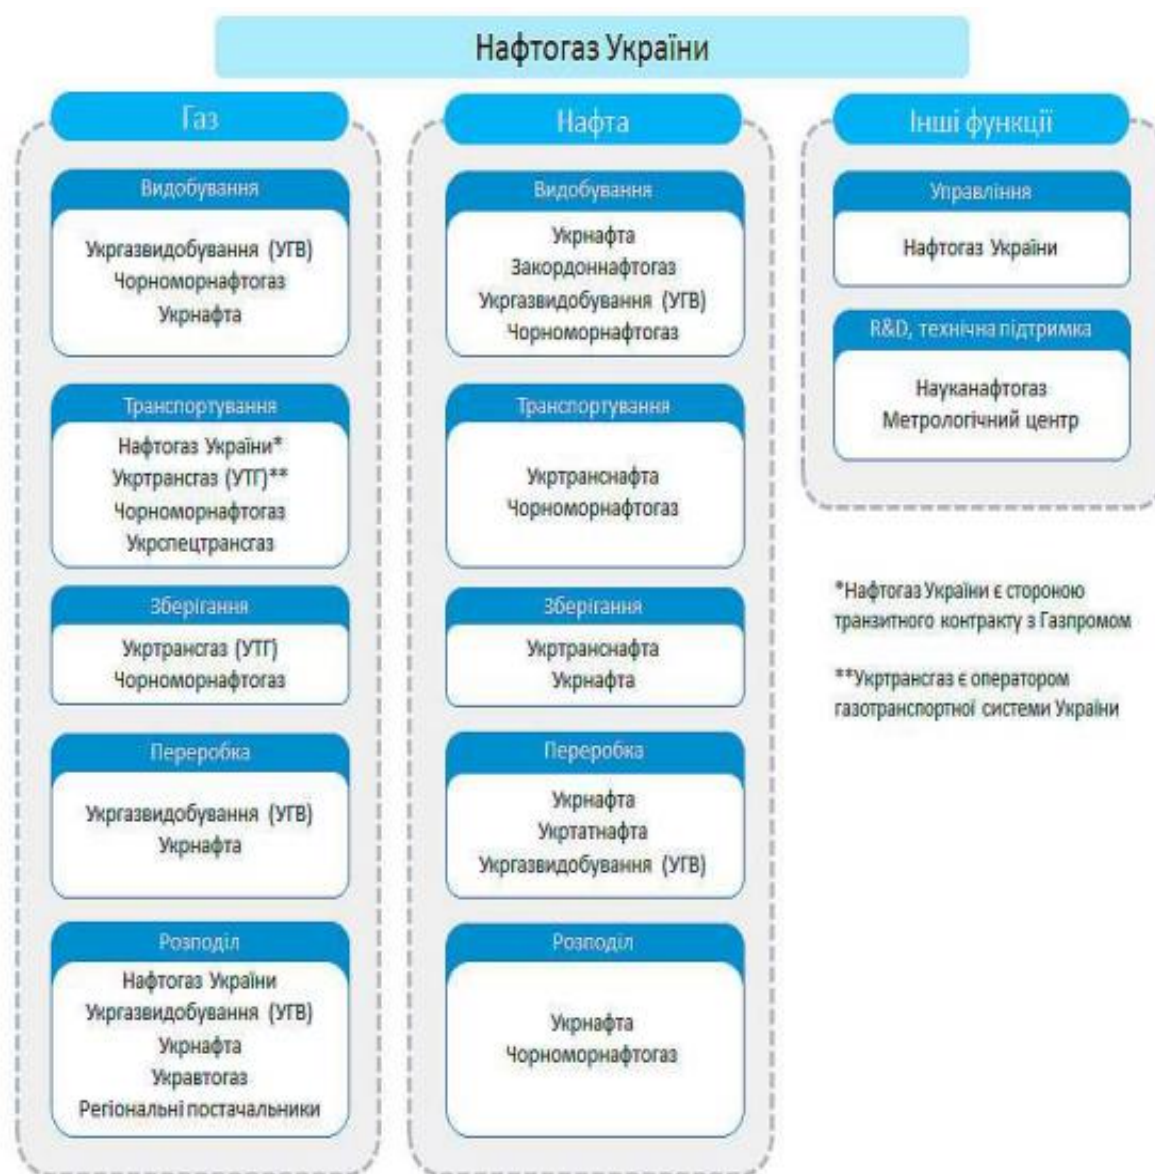 Нафтогаз України
Газ
Видобування
Укргазвидобування (УГВ)
Чорноморнафтогаз
Укрнафта
Транспортування
Нафтогаз України*
Укртрансгаз (УТГ)**
Чорноморнафтогаз
Укрспецтрансгаз
Зберігання
Укртрансгаз (УТГ)
Чорноморнафтогаз
Переробка
Укргазвидобування (УГВ)
Укрнафта
Розподіл
Нафтогаз України
Укргазвидобування (УГВ)
Укрнафта
Укравтогаз
Регіональні постачальники
Нафта
Видобування
Укрнафта
Закордоннафтогаз
Укргазвидобування (УГВ)
Чорноморнафтогаз
Транспортування
Укртранснафта
Чорноморнафтогаз
Зберігання
Укртранснафта
Укрнафта
Переробка
Укрнафта
Укртатнафта
Укргазвидобування (УГВ)
Розподіл
Укрнафта
Чорноморнафтогаз
Інші функції
Управління
Нафтогаз України
R&D, технічна підтримка
Науканафтогаз
Метрологічний центр
*Нафтогаз України є стороною
транзитного контракту з Газпромом
**Укртрансгаз є оператором
газотранспортної системи України